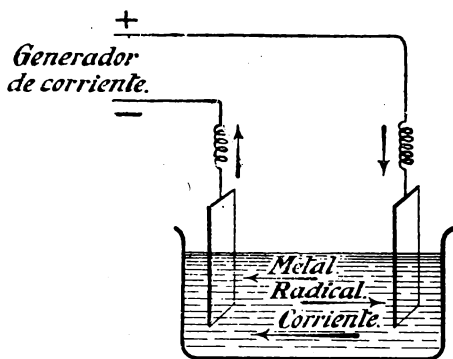 +
Generador
de corriente.
−
Metal
Radical.
Corriente.